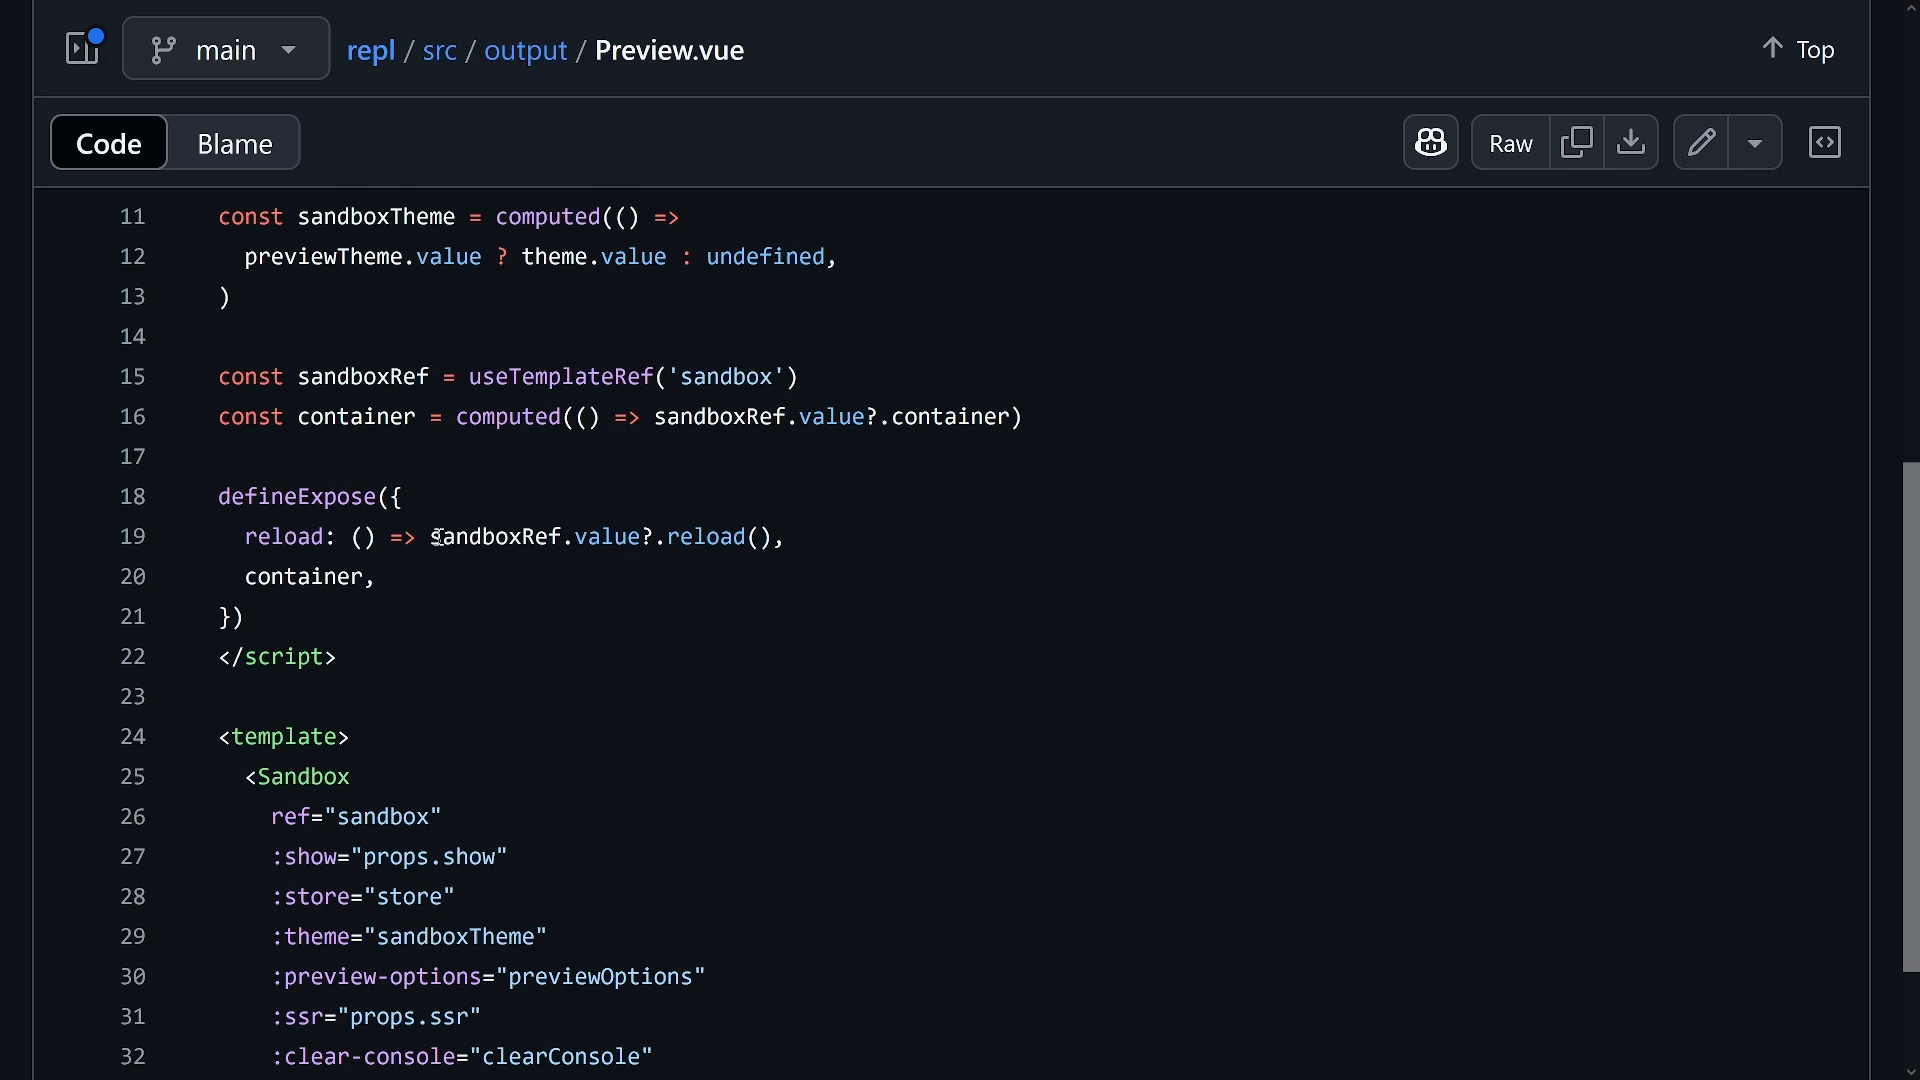 main
repl / src / output / Preview.vue
Top
Code
Blame
Raw
11 const sandboxTheme = computed(() =>
12 previewTheme.value ? theme.value : undefined,
13 )
14
15 const sandboxRef = useTemplateRef('sandbox')
16 const container = computed(() => sandboxRef.value?.container)
17
18 defineExpose({
19 reload: () => sandboxRef.value?.reload(),
20 container,
21 })
22 </script>
23
24 <template>
25 <Sandbox
26 ref="sandbox"
27 :show="props.show"
28 :store="store"
29 :theme="sandboxTheme"
30 :preview-options="previewOptions"
31 :ssr="props.ssr"
32 :clear-console="clearConsole"